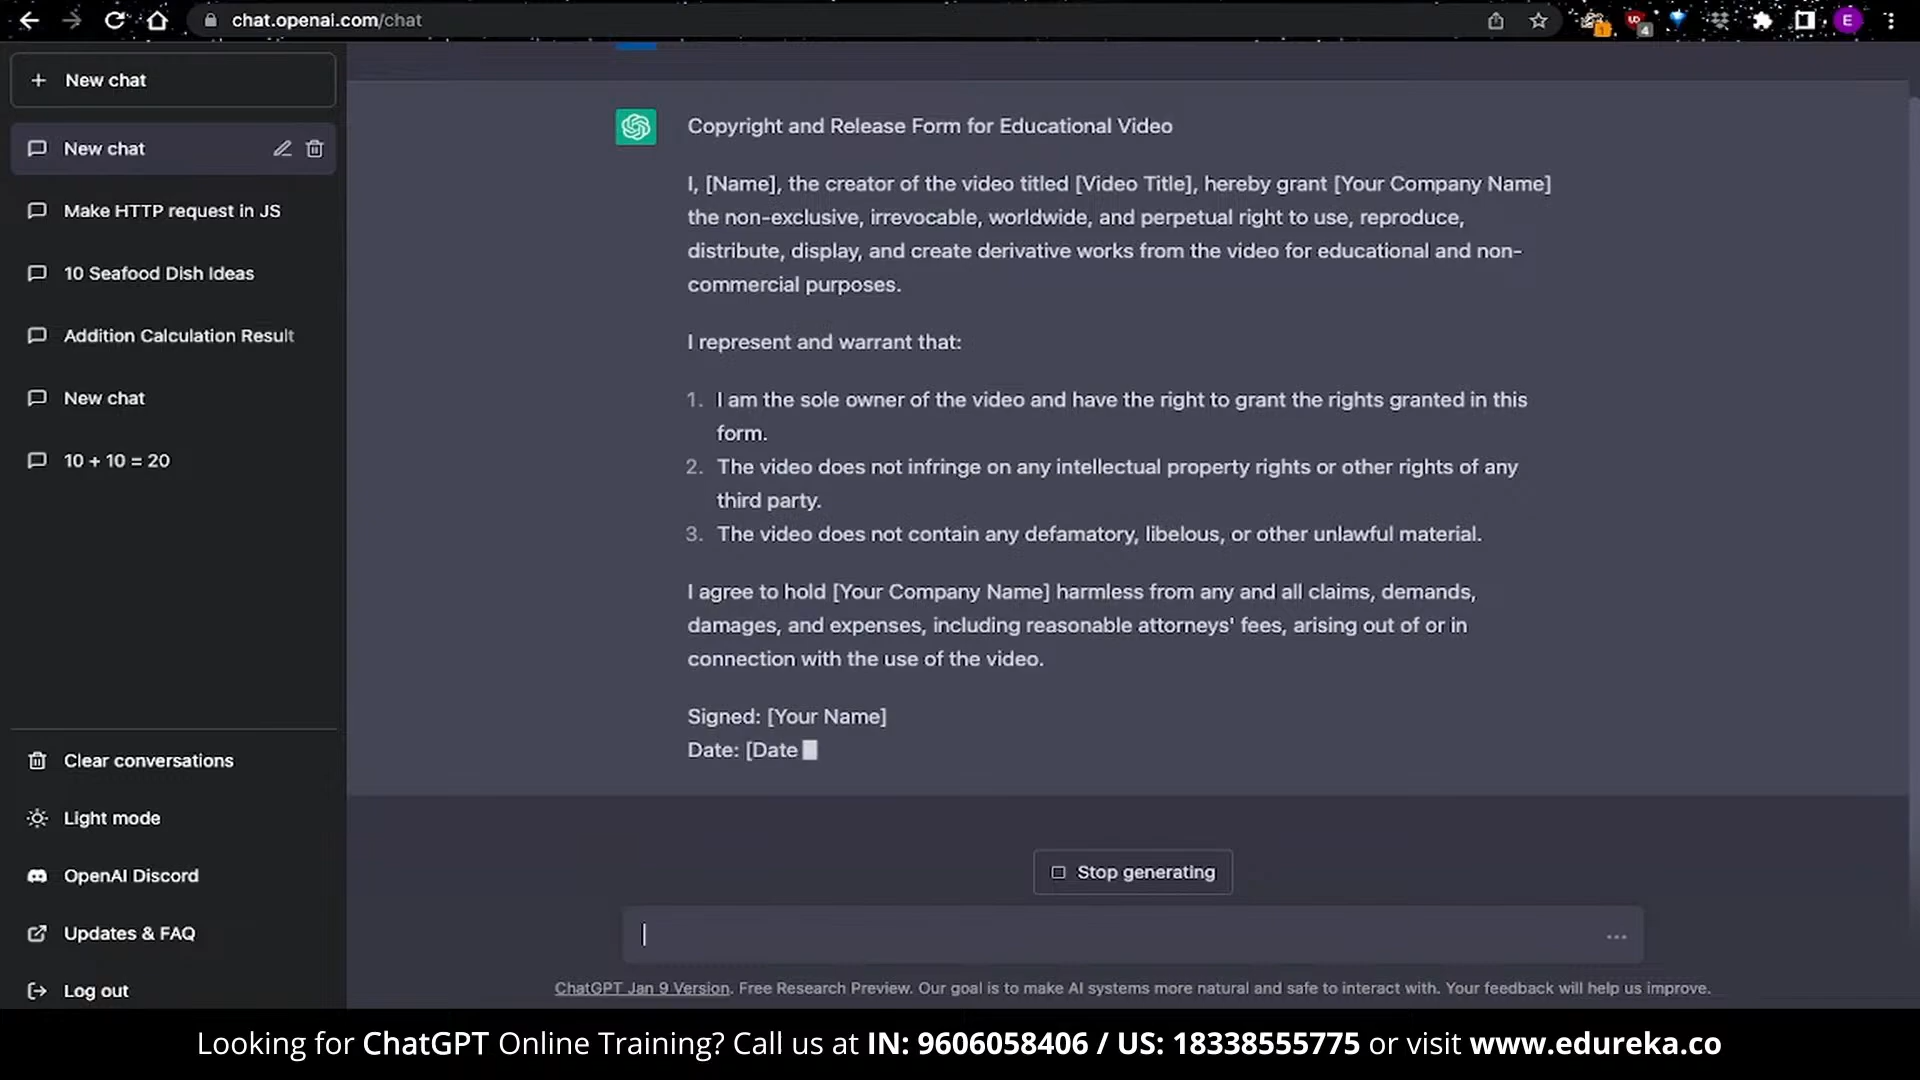 chat.openai.com/chat
E
4
1
New chat
New chat
Make HTTP request in JS
10 Seafood Dish Ideas
Addition Calculation Result
New chat
10 + 10 = 20
Clear conversations
Light mode
OpenAI Discord
Updates & FAQ
Log out
Copyright and Release Form for Educational Video
I, [Name], the creator of the video titled [Video Title], hereby grant [Your Company Name]
the non-exclusive, irrevocable, worldwide, and perpetual right to use, reproduce,
distribute, display, and create derivative works from the video for educational and non-
commercial purposes.
I represent and warrant that:
1. I am the sole owner of the video and have the right to grant the rights granted in this
form.
2. The video does not infringe on any intellectual property rights or other rights of any
third party.
3. The video does not contain any defamatory, libelous, or other unlawful material.
I agree to hold [Your Company Name] harmless from any and all claims, demands,
damages, and expenses, including reasonable attorneys' fees, arising out of or in
connection with the use of the video.
Signed: [Your Name]
Date: [Date
Stop generating
ChatGPT Jan 9 Version. Free Research Preview. Our goal is to make AI systems more natural and safe to interact with. Your feedback will help us improve.
Looking for ChatGPT Online Training? Call us at IN: 9606058406 / US: 18338555775 or visit www.edureka.co